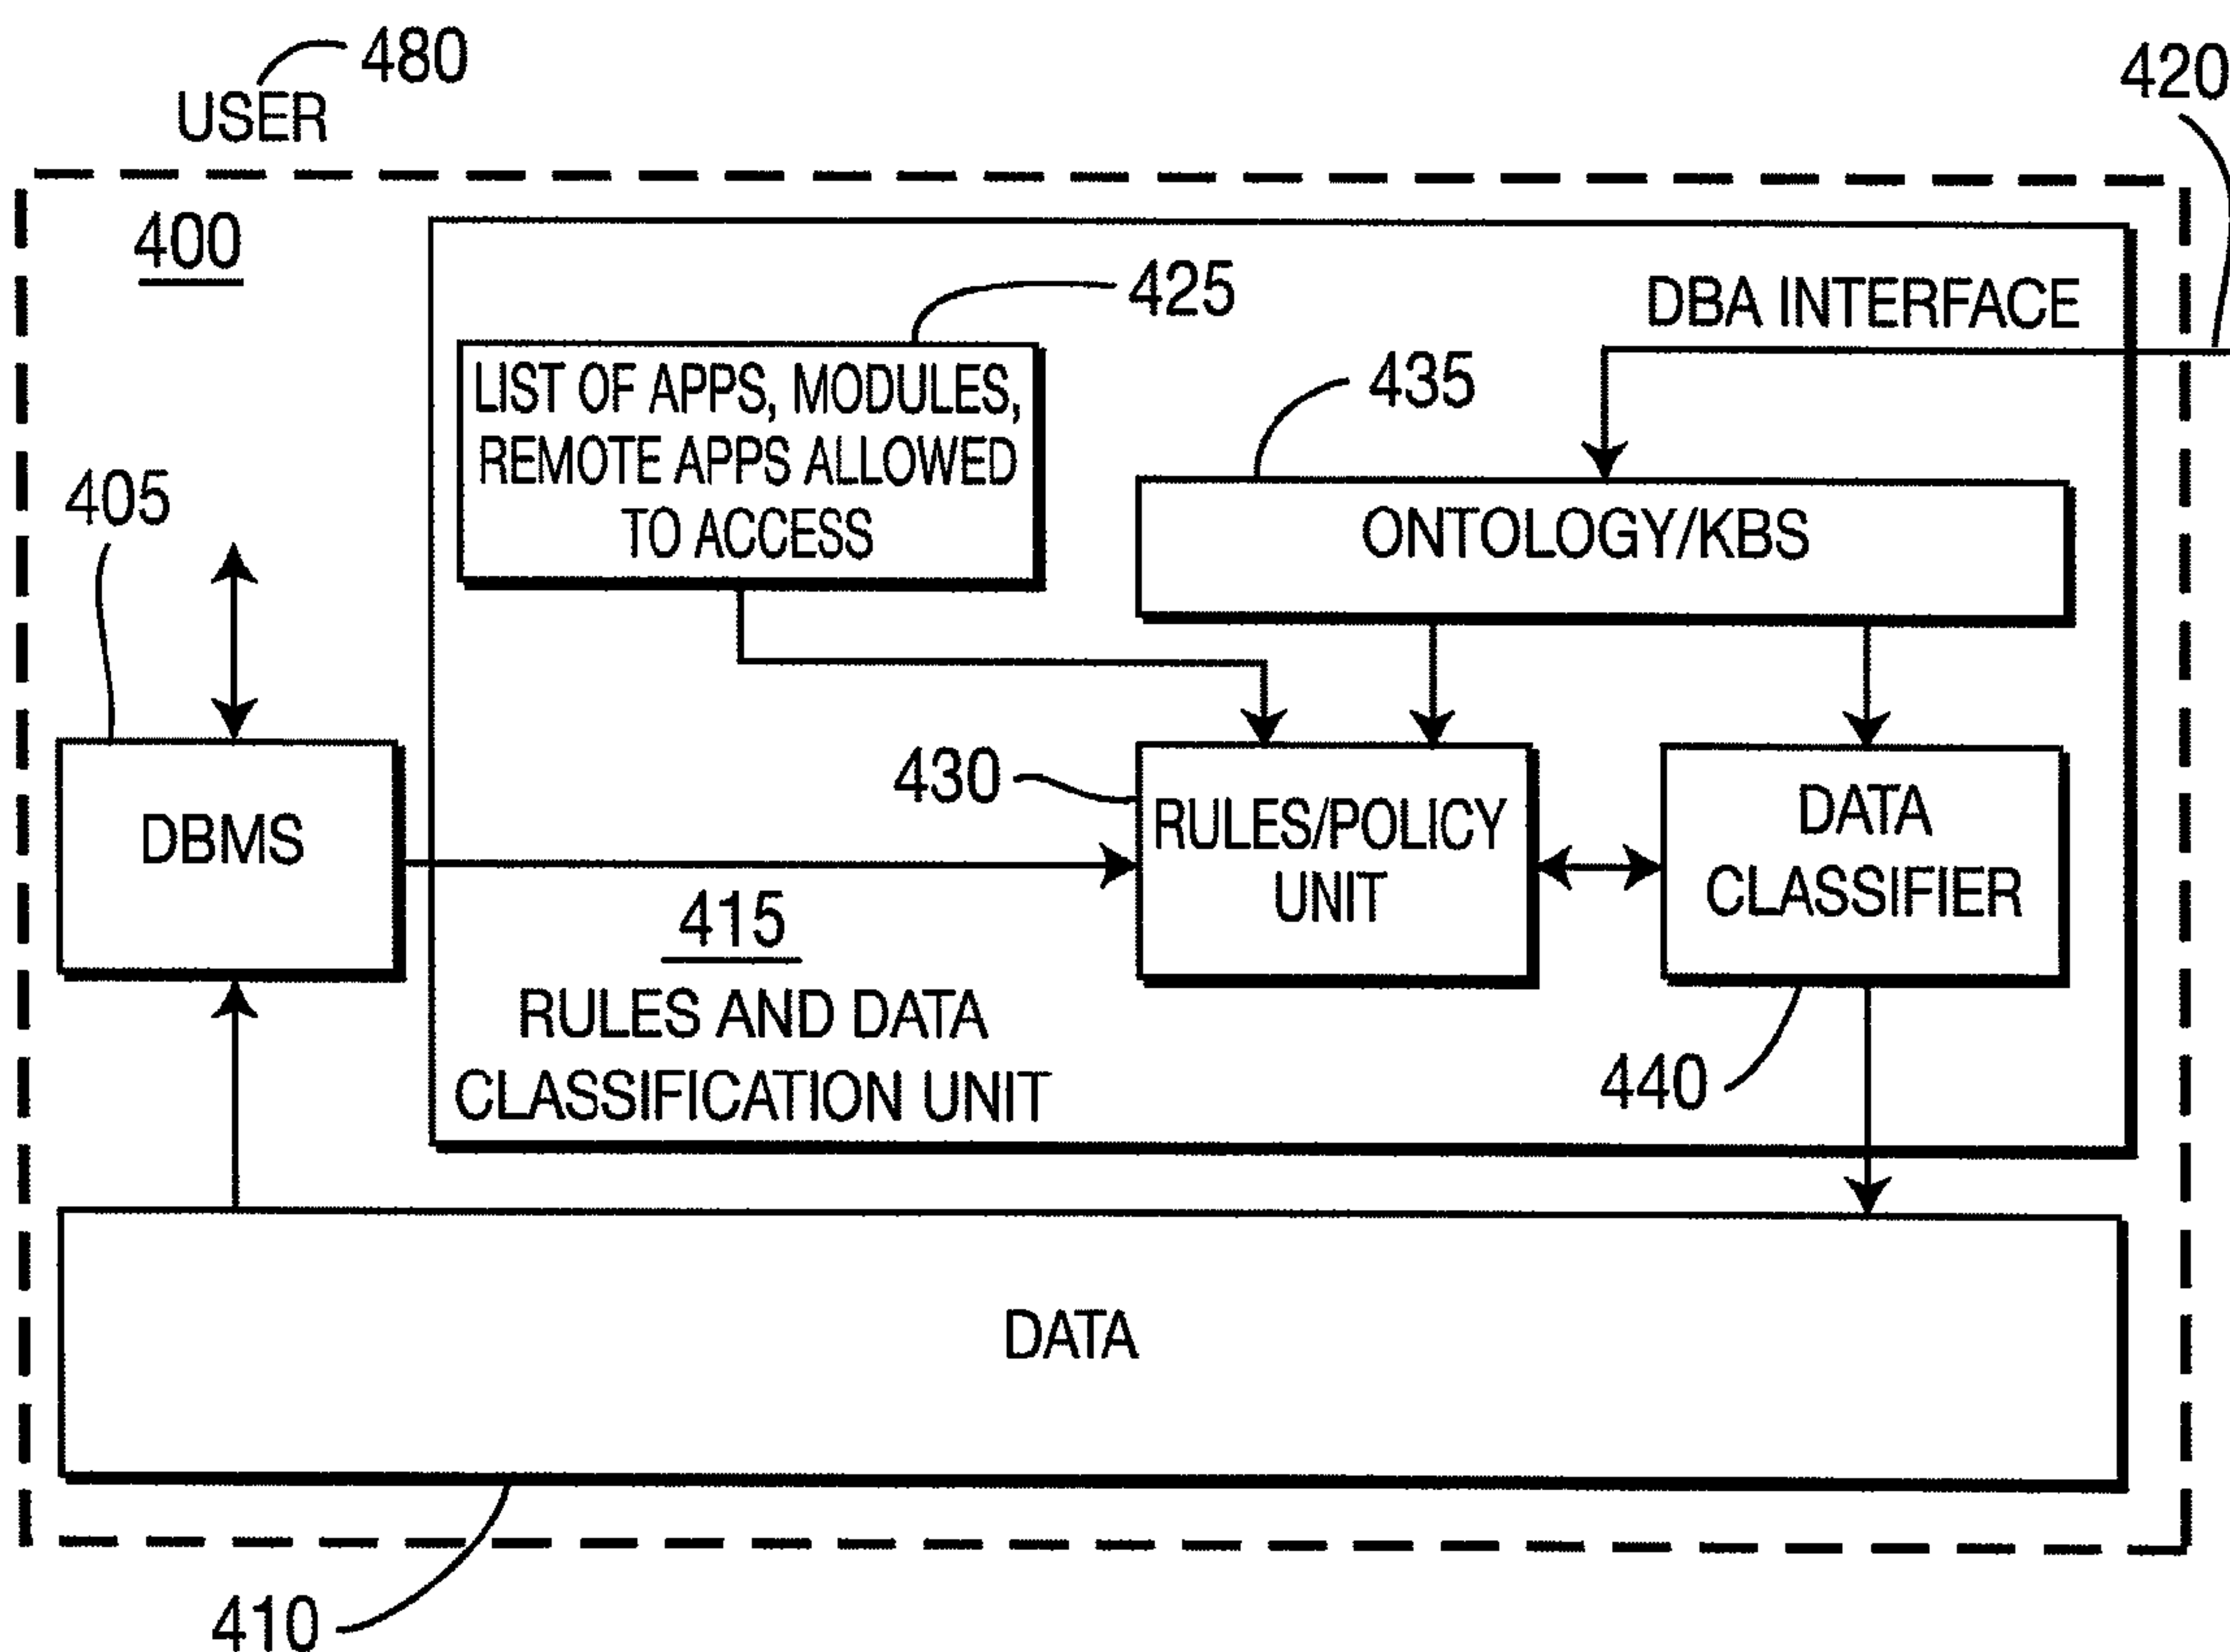 480
USER
420
400
425
DBA INTERFACE
LIST OF APPS, MODULES,
REMOTE APPS ALLOWED
TO ACCESS
435
ONTOLOGY/KBS
405
DBMS
430
RULES/POLICY
UNIT
DATA
CLASSIFIER
415
RULES AND DATA
CLASSIFICATION UNIT
440
DATA
410